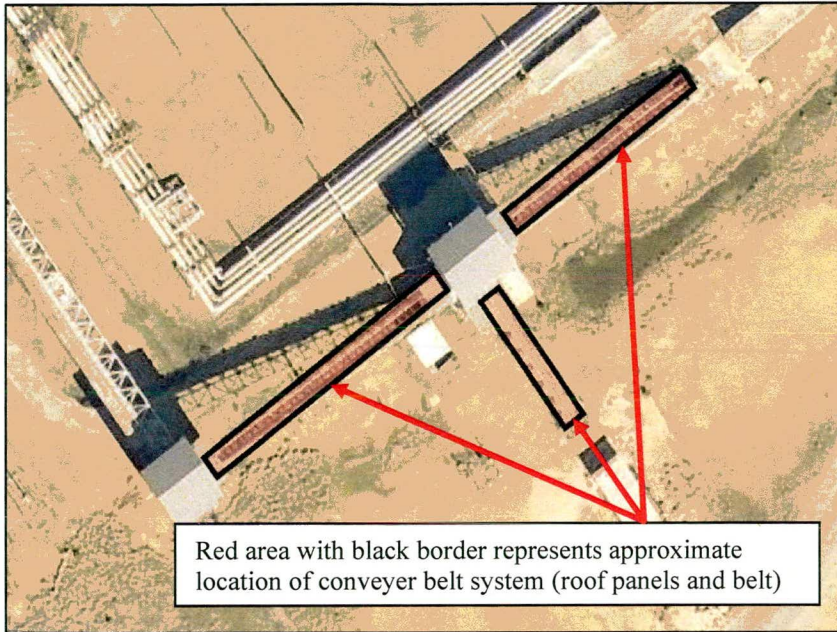 Red area with black border represents approximate
location of conveyer belt system (roof panels and belt)